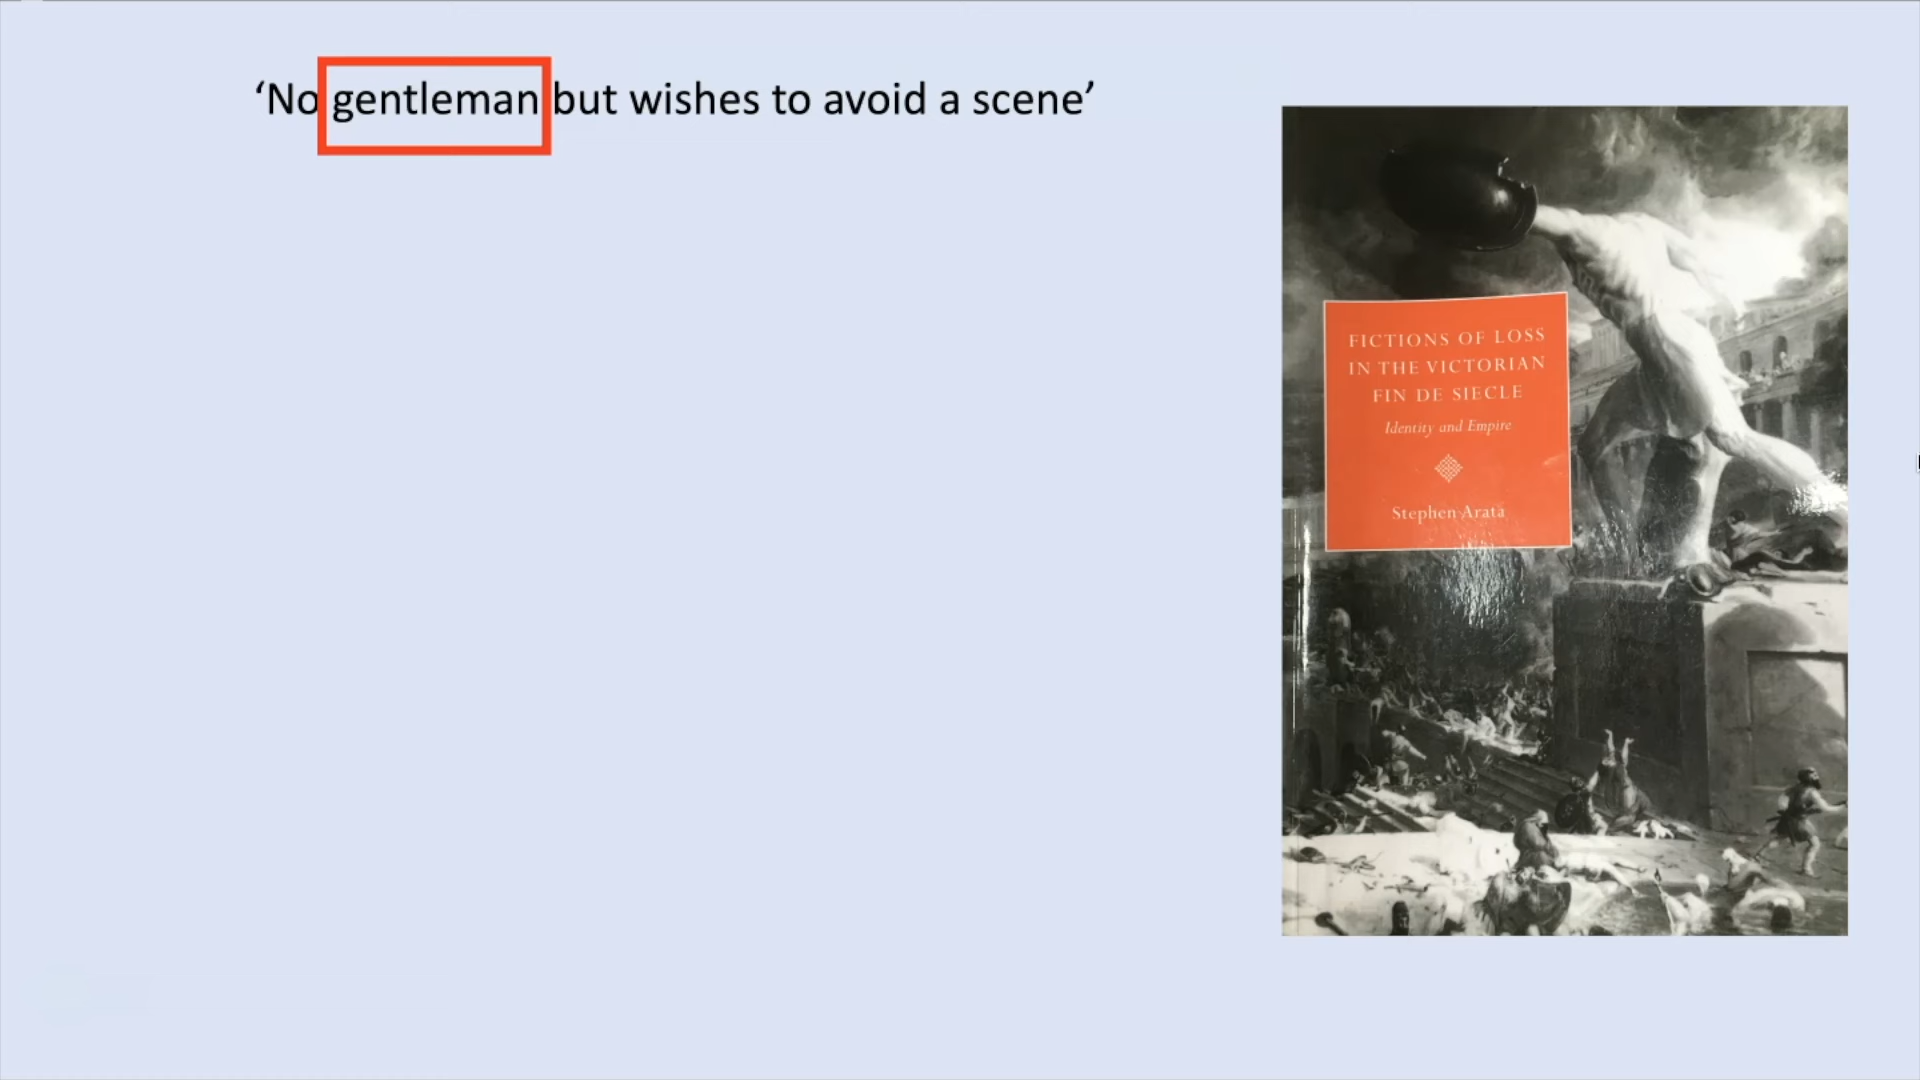 ‘No gentleman but wishes to avoid a scene’
FICTIONS OF LOSS
IN THE VICTORIAN
FIN DE SIECLE
Identity and Empire
Stephen Arata